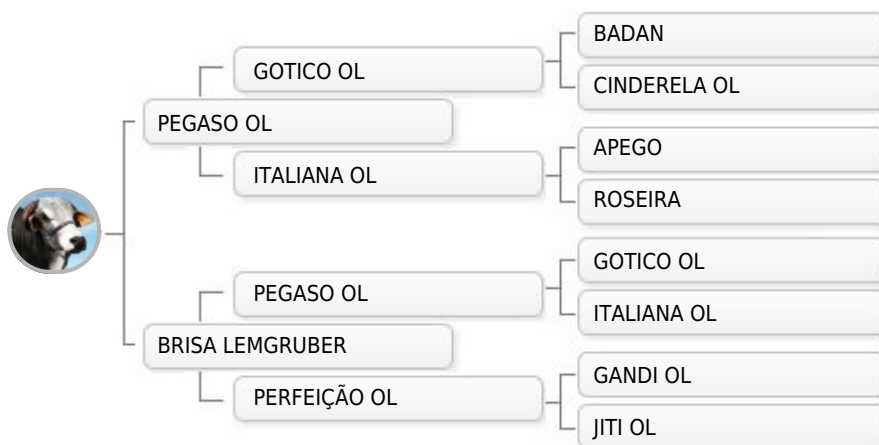 BADAN
GOTICO OL
CINDERELA OL
PEGASO OL
APEGO
ITALIANA OL
ROSEIRA
GOTICO OL
PEGASO OL
ITALIANA OL
BRISA LEMGRUBER
GANDI OL
PERFEIÇÃO OL
JITI OL